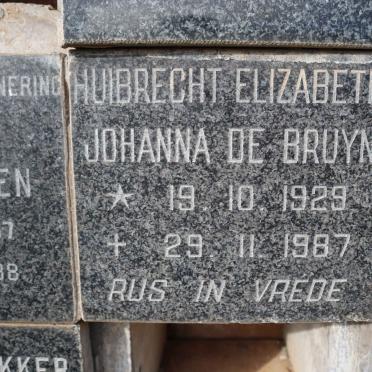 HUIBRECHT ELIZABETH
JOHANNA DE BRUYN
★ 19. 10. 1929
+ 29. 11. 1987
RUS IN VREDE